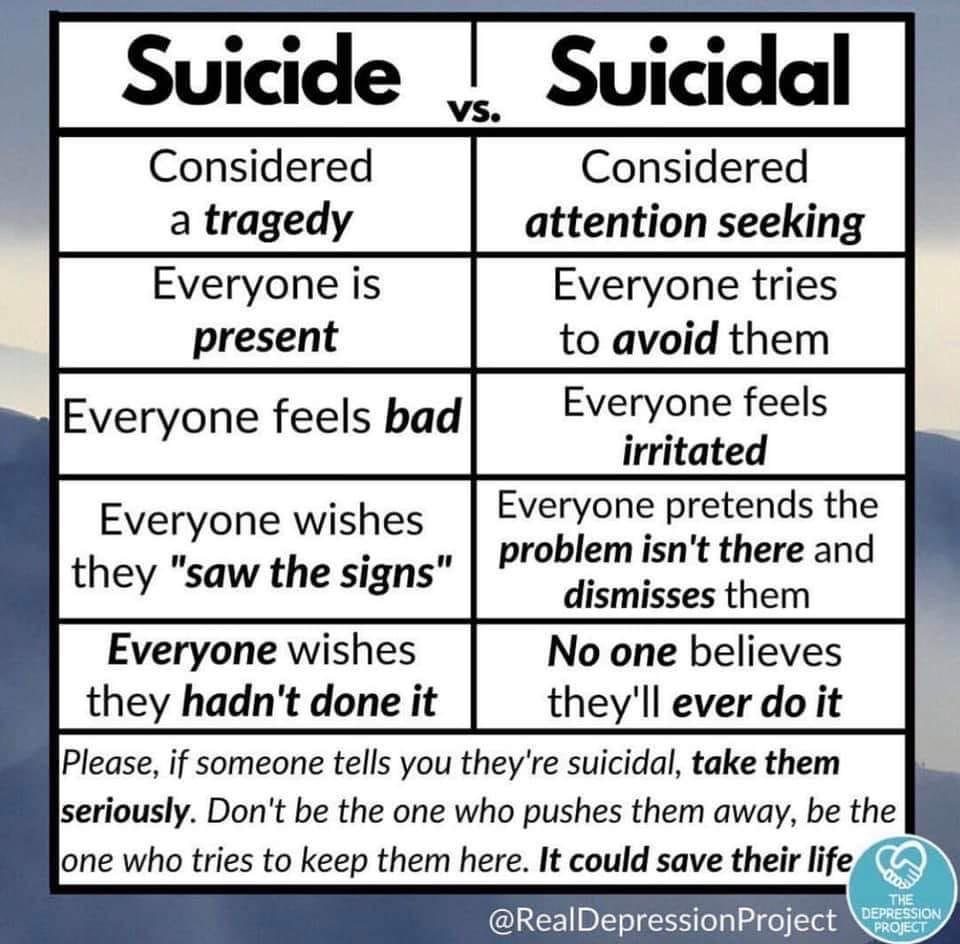 Suicide vs. Suicidal
Considered
a tragedy
Considered
attention seeking
Everyone is
present
Everyone tries
to avoid them
Everyone feels bad
Everyone feels
irritated
Everyone wishes
they "saw the signs"
Everyone pretends the
problem isn't there and
dismisses them
Everyone wishes
they hadn't done it
No one believes
they'll ever do it
Please, if someone tells you they're suicidal, take them
seriously. Don't be the one who pushes them away, be the
one who tries to keep them here. It could save their life
@RealDepressionProject
THE
DEPRESSION
PROJECT